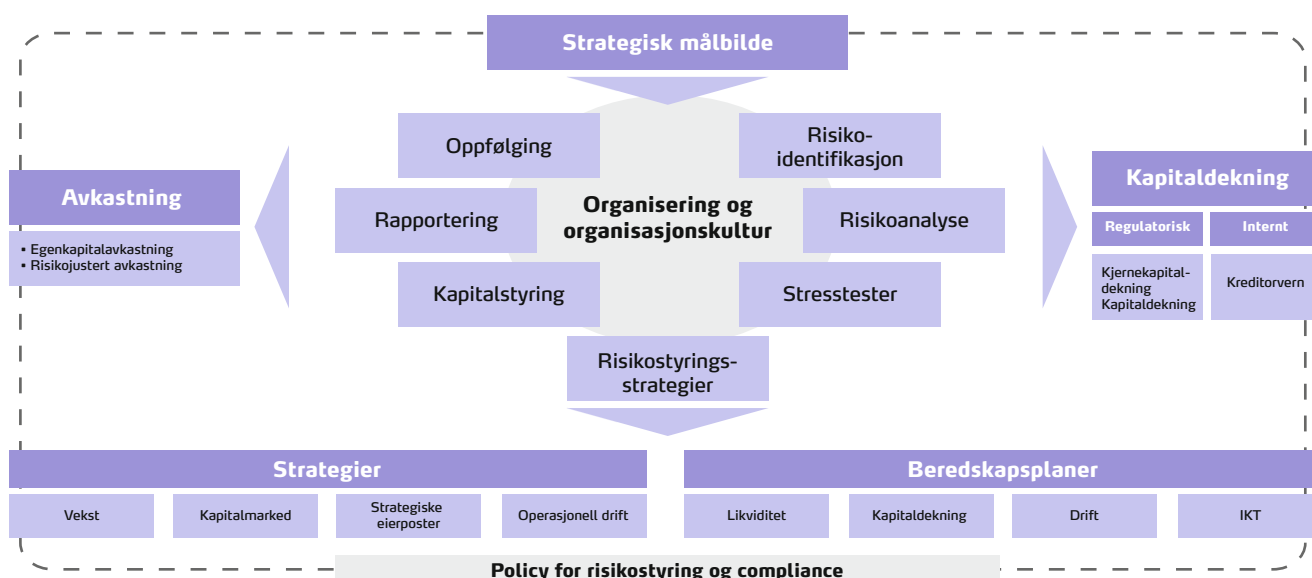 Strategisk målbilde
Oppfølging
Risiko-
identifikasjon
Avkastning
▪ Egenkapitalavkastning
▪ Risikojustert avkastning
Rapportering
Organisering og
organisasjonskultur
Risikoanalyse
Kapitaldekning
Regulatorisk
Internt
Kjernekapital-
dekning
Kapitaldekning
Kreditorvern
Kapitalstyring
Stresstester
Risikostyrings-
strategier
Strategier
Vekst
Kapitalmarked
Strategiske
eierposter
Operasjonell drift
Beredskapsplaner
Likviditet
Kapitaldekning
Drift
IKT
Policy for risikostyring og compliance